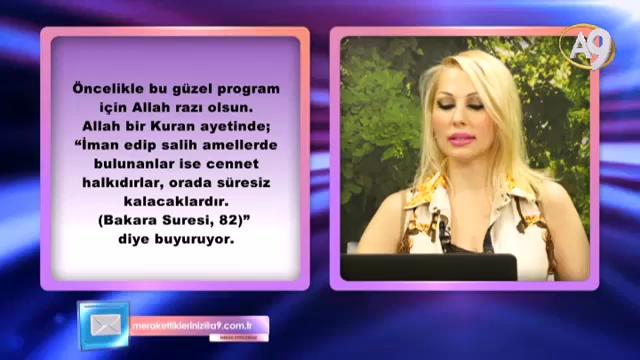 A9
Öncelikle bu güzel program
için Allah razı olsun.
Allah bir Kuran ayetinde;
“İman edip salih amellerde
bulunanlar ise cennet
halkıdırlar, orada süresiz
kalacaklardır.
(Bakara Suresi, 82)”
diye buyuruyor.
merakettikleriniz@a9.com.tr